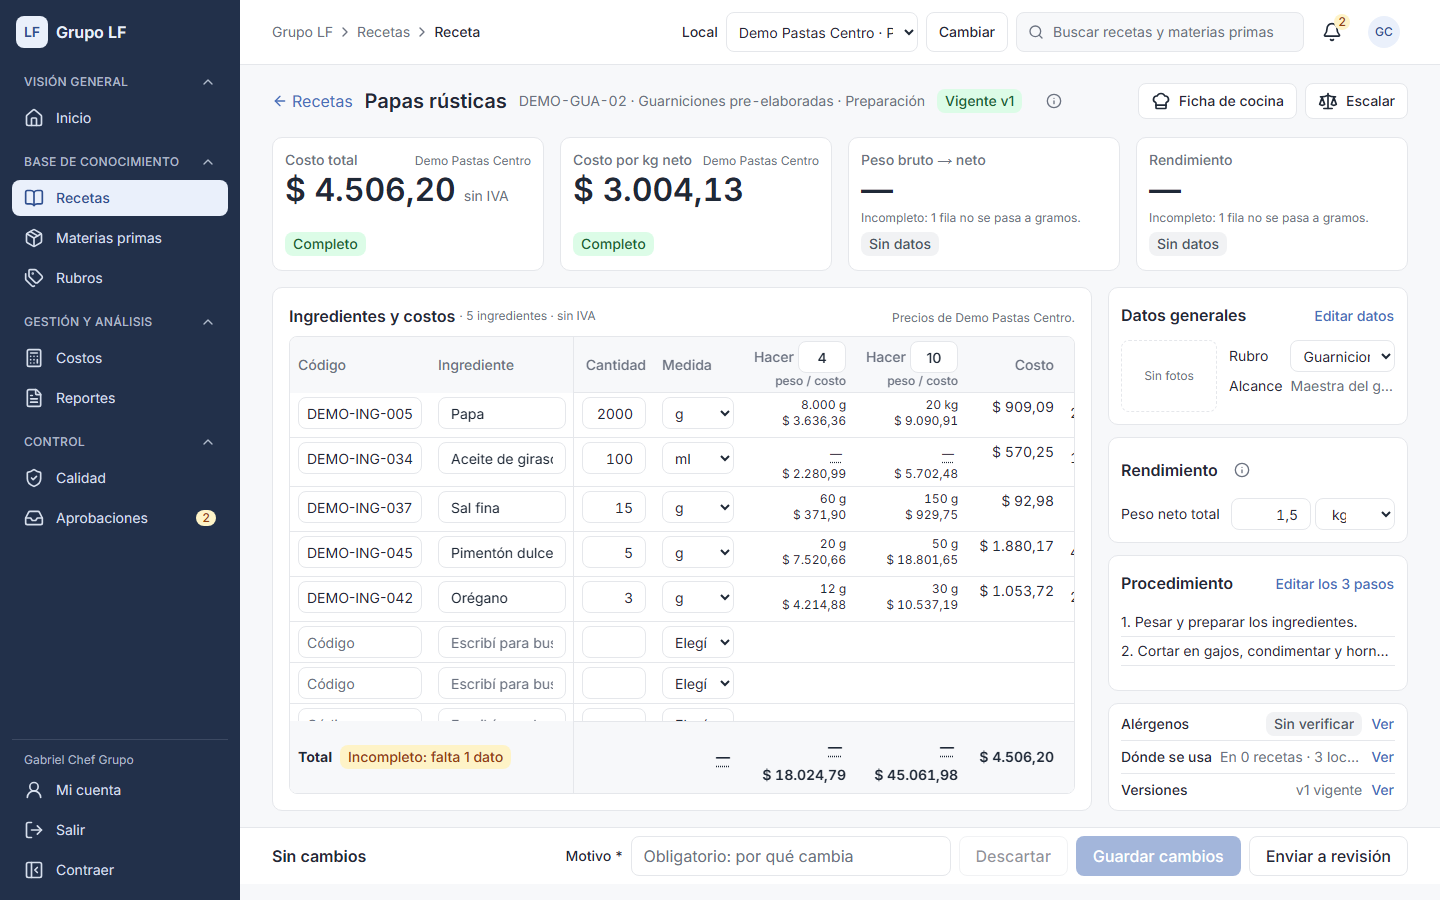 LF Grupo LF
VISIÓN GENERAL
Inicio
BASE DE CONOCIMIENTO
Recetas
Materias primas
Rubros
GESTIÓN Y ANÁLISIS
Costos
Reportes
CONTROL
Calidad
Aprobaciones 2
Gabriel Chef Grupo
Mi cuenta
Salir
Contraer
Grupo LF > Recetas > Receta
Local Demo Pastas Centro · P Cambiar Buscar recetas y materias primas 2 GC
← Recetas Papas rústicas DEMO-GUA-02 · Guarniciones pre-elaboradas · Preparación Vigente v1 Ficha de cocina Escalar
Costo total Demo Pastas Centro
$ 4.506,20 sin IVA
Completo
Costo por kg neto Demo Pastas Centro
$ 3.004,13
Completo
Peso bruto → neto
—
Incompleto: 1 fila no se pasa a gramos.
Sin datos
Rendimiento
—
Incompleto: 1 fila no se pasa a gramos.
Sin datos
Ingredientes y costos · 5 ingredientes · sin IVA Precios de Demo Pastas Centro.
Código Ingrediente Cantidad Medida Hacer 4 peso / costo Hacer 10 peso / costo Costo
DEMO-ING-005 Papa 2000 g 8.000 g $ 3.636,36 20 kg $ 9.090,91 $ 909,09
DEMO-ING-034 Aceite de giraso 100 ml — $ 2.280,99 — $ 5.702,48 $ 570,25
DEMO-ING-037 Sal fina 15 g 60 g $ 371,90 150 g $ 929,75 $ 92,98
DEMO-ING-045 Pimentón dulce 5 g 20 g $ 7.520,66 50 g $ 18.801,65 $ 1.880,17
DEMO-ING-042 Orégano 3 g 12 g $ 4.214,88 30 g $ 10.537,19 $ 1.053,72
Código Escribí para bus Elegí
Código Escribí para bus Elegí
Total Incompleto: falta 1 dato — — $ 18.024,79 — $ 45.061,98 $ 4.506,20
Datos generales Editar datos
Sin fotos
Rubro Guarnicior
Alcance Maestra del g...
Rendimiento
Peso neto total 1,5 kg
Procedimiento Editar los 3 pasos
1. Pesar y preparar los ingredientes.
2. Cortar en gajos, condimentar y horn...
Alérgenos Sin verificar Ver
Dónde se usa En 0 recetas · 3 loc... Ver
Versiones v1 vigente Ver
Sin cambios Motivo * Obligatorio: por qué cambia Descartar Guardar cambios Enviar a revisión